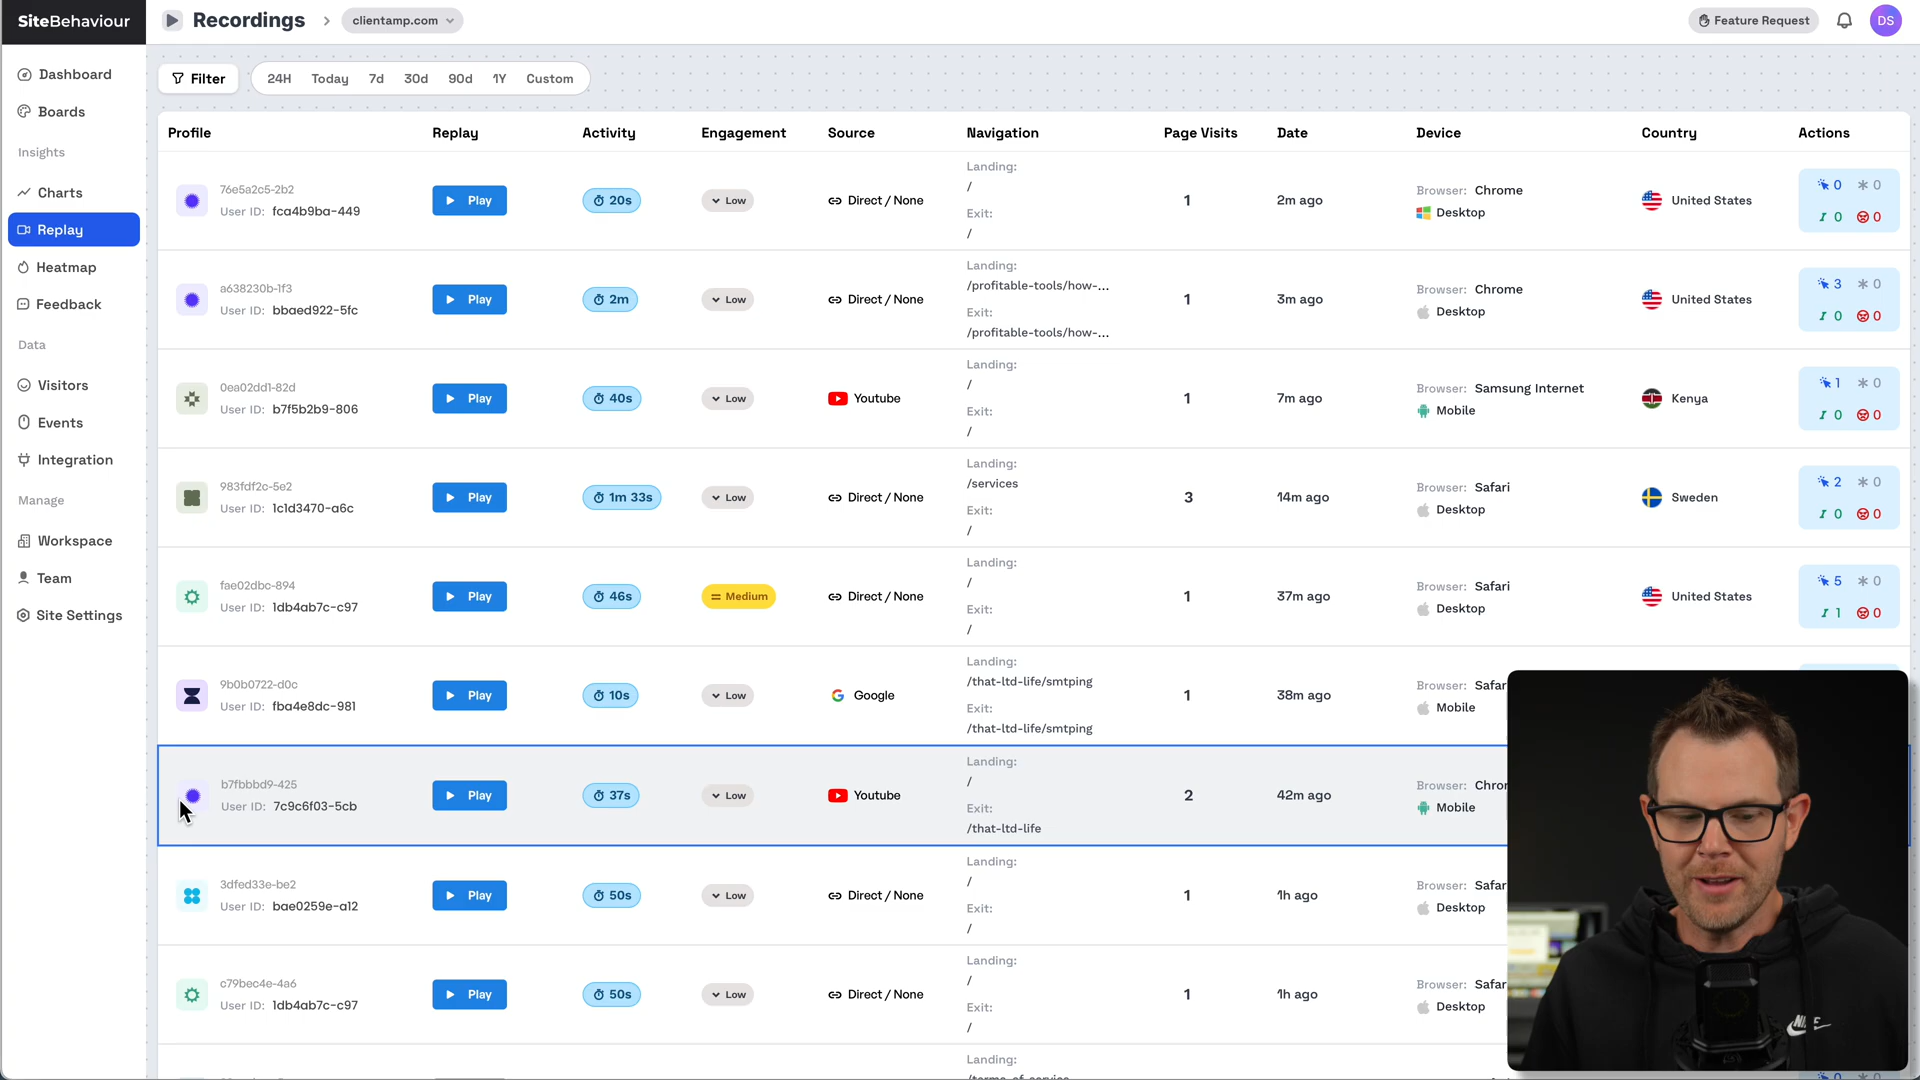 SiteBehaviour
Recordings
clientamp.com
Feature Request
DS
Dashboard
Boards
Insights
Charts
Replay
Heatmap
Feedback
Data
Visitors
Events
Integration
Manage
Workspace
Team
Site Settings
Filter
24H Today 7d 30d 90d 1Y Custom
Profile Replay Activity Engagement Source Navigation Page Visits Date Device Country Actions
76e5a2c5-2b2
User ID: fca4b9ba-449
Play
20s
Low
Direct / None
Landing:
/
Exit:
/
1
2m ago
Browser: Chrome
Desktop
United States
0 0
0 0
a638230b-1f3
User ID: bbaed922-5fc
Play
2m
Low
Direct / None
Landing:
/profitable-tools/how-...
Exit:
/profitable-tools/how-...
1
3m ago
Browser: Chrome
Desktop
United States
3 0
0 0
0ea02dd1-82d
User ID: b7f5b2b9-806
Play
40s
Low
Youtube
Landing:
/
Exit:
/
1
7m ago
Browser: Samsung Internet
Mobile
Kenya
1 0
0 0
983fdf2c-5e2
User ID: 1c1d3470-a6c
Play
1m 33s
Low
Direct / None
Landing:
/services
Exit:
/
3
14m ago
Browser: Safari
Desktop
Sweden
2 0
0 0
fae02dbc-894
User ID: 1db4ab7c-c97
Play
46s
Medium
Direct / None
Landing:
/
Exit:
/
1
37m ago
Browser: Safari
Desktop
United States
5 0
1 0
9b0b0722-d0c
User ID: fba4e8dc-981
Play
10s
Low
Google
Landing:
/that-ltd-life/smtping
Exit:
/that-ltd-life/smtping
1
38m ago
Browser: Safar
Mobile
b7fbbbd9-425
User ID: 7c9c6f03-5cb
Play
37s
Low
Youtube
Landing:
/
Exit:
/that-ltd-life
2
42m ago
Browser: Chror
Mobile
3dfed33e-be2
User ID: bae0259e-a12
Play
50s
Low
Direct / None
Landing:
/
Exit:
/
1
1h ago
Browser: Safar
Desktop
c79bec4e-4a6
User ID: 1db4ab7c-c97
Play
50s
Low
Direct / None
Landing:
/
Exit:
/
1
1h ago
Browser: Safar
Desktop
Landing: